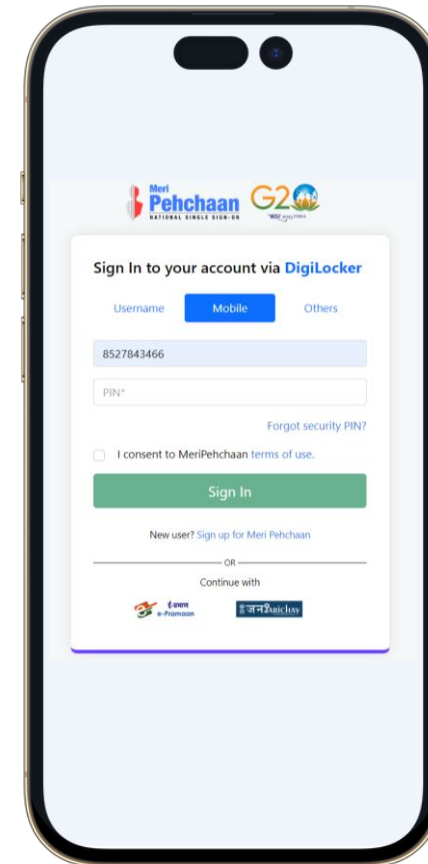 Meri
Pehchaan
NATIONAL SINGLE SIGN-ON
G20
Sign In to your account via DigiLocker
Username Mobile Others
8527843466
PIN*
Forgot security PIN?
I consent to MeriPehchaan terms of use.
Sign In
New user? Sign up for Meri Pehchaan
OR
Continue with
ई-प्रमाण
e-Pramaan
जनParichay